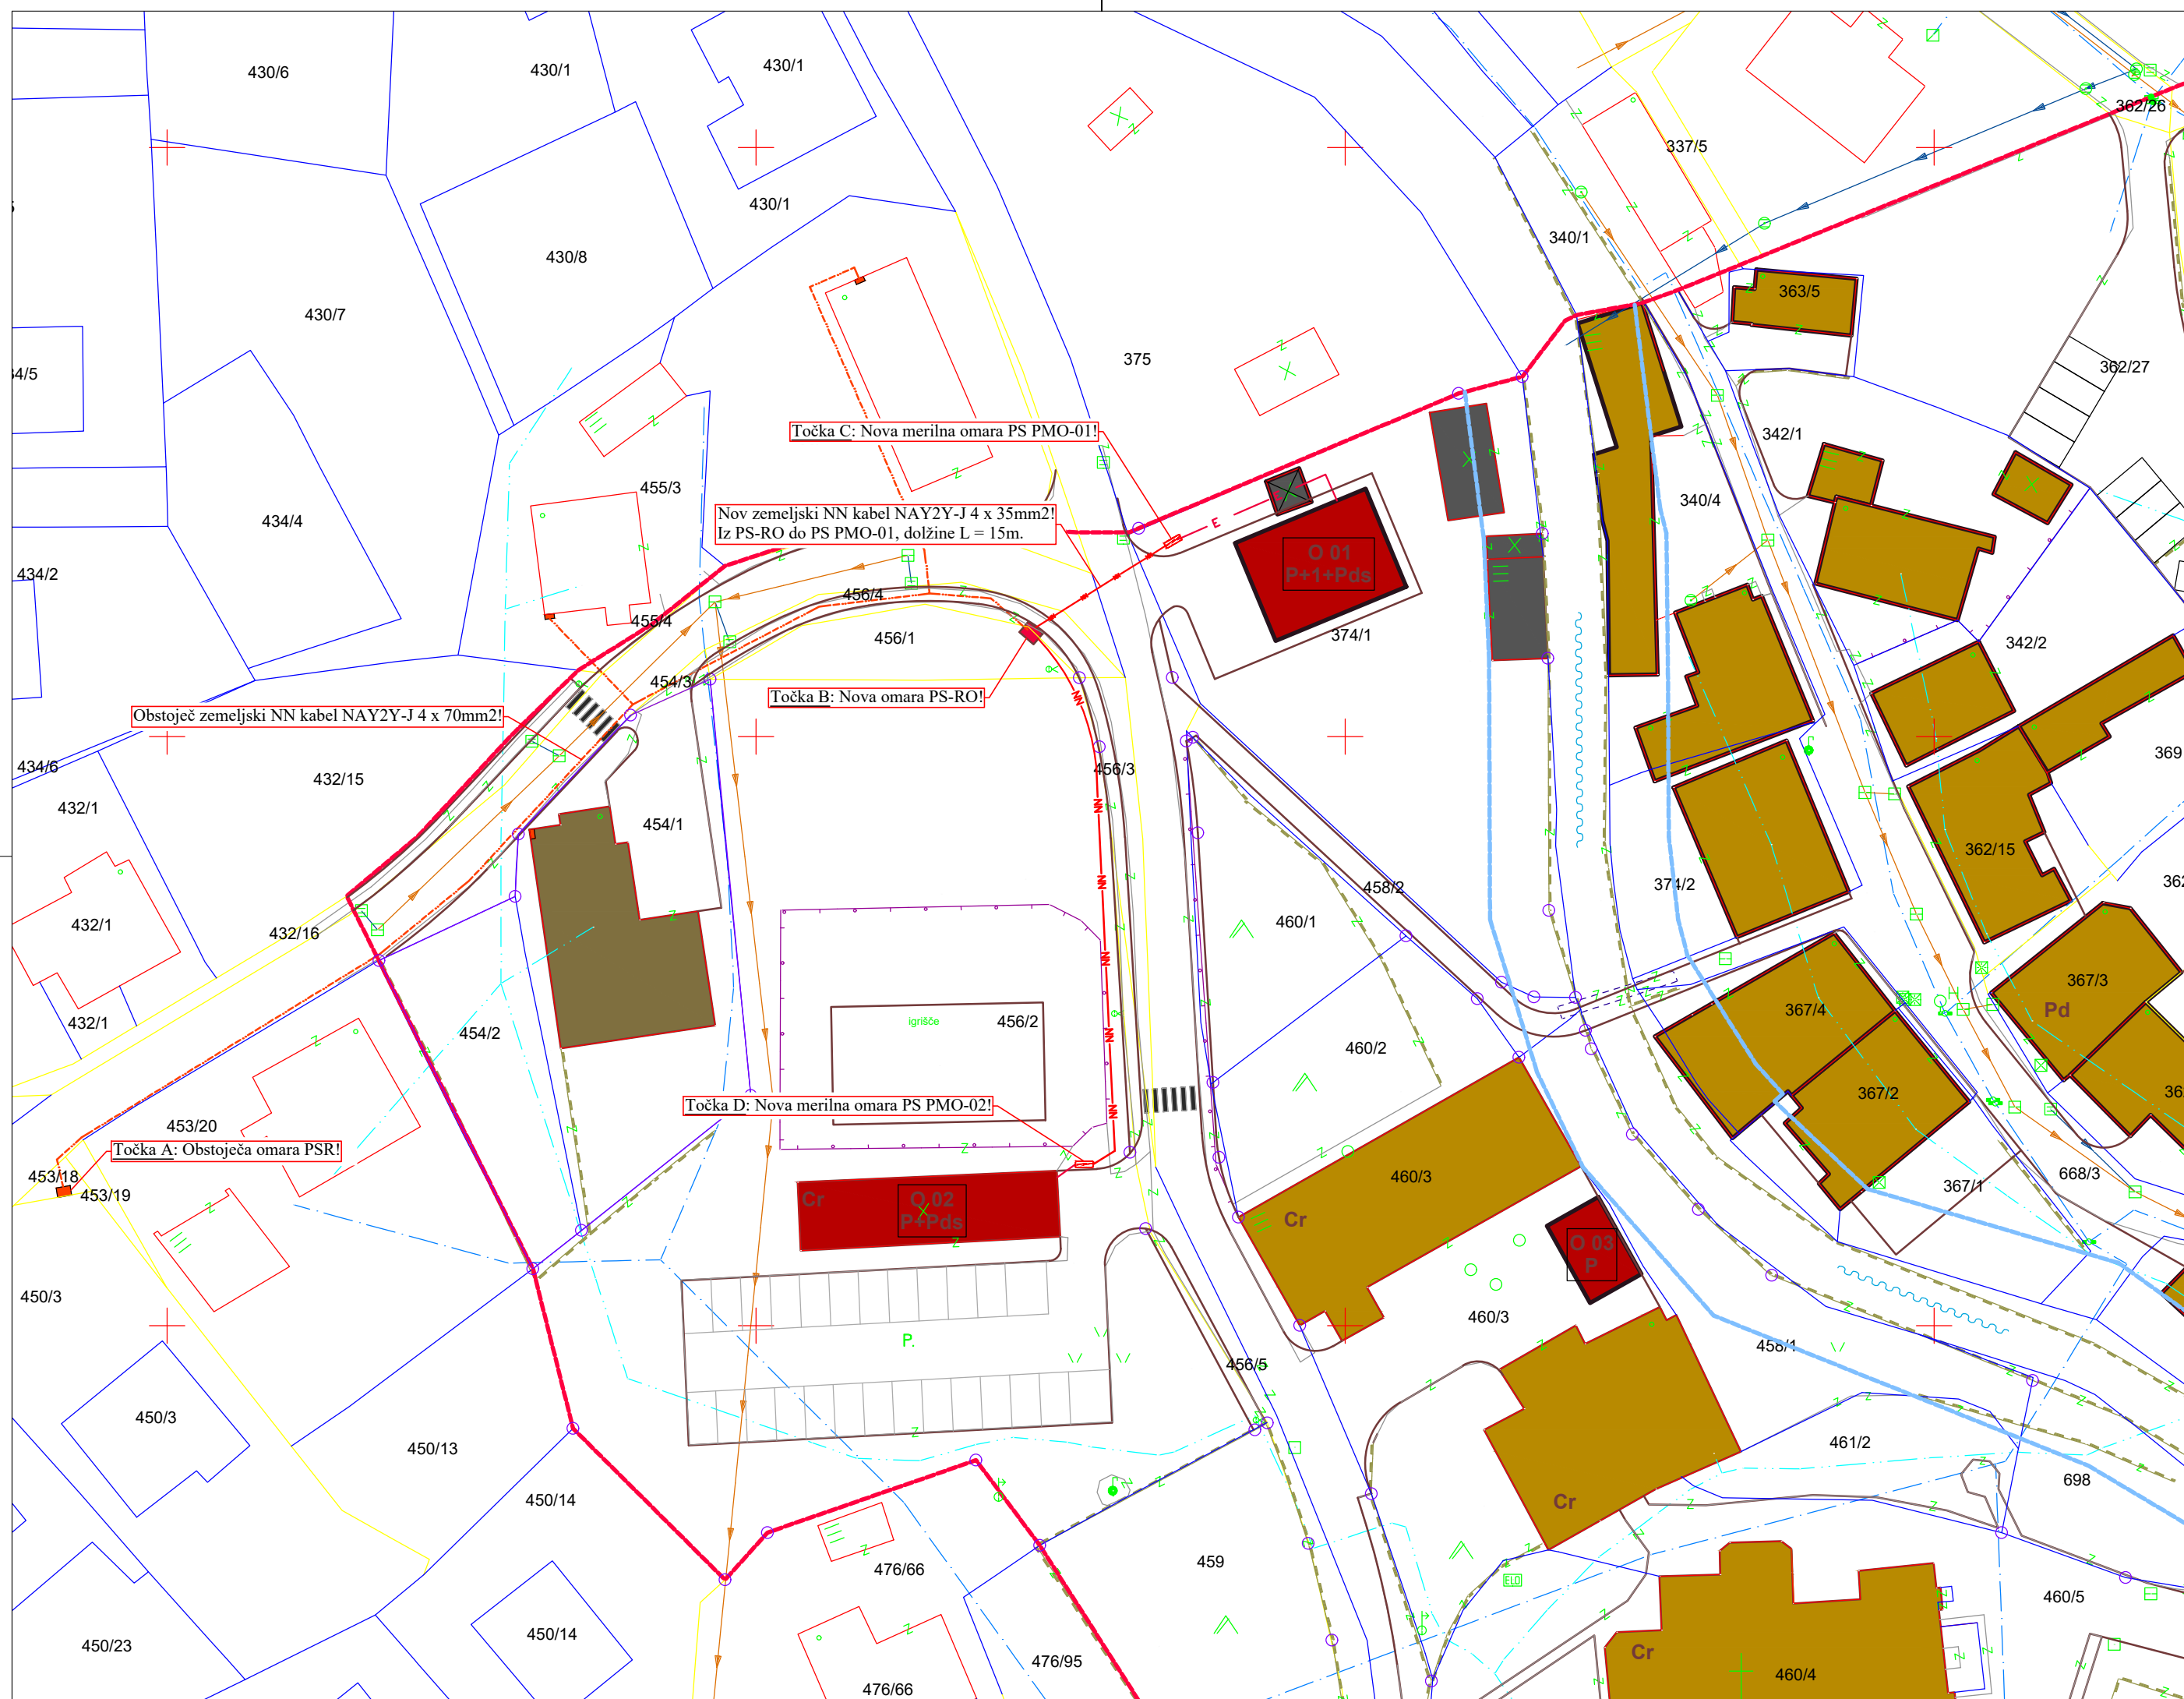 430/6
430/1
430/1
362/26
337/5
430/1
340/1
430/8
363/5
430/7
375
362/27
Točka C: Nova merilna omara PS PMO-01!
342/1
455/3
340/4
434/4
Nov zemeljski NN kabel NAY2Y-J 4 x 35mm2!
Iz PS-RO do PS PMO-01, dolžine L = 15m.
E
O 01
P+1+Pds
434/2
456/4
455/4
456/1
374/1
342/2
454/3
Točka B: Nova omara PS-RO!
NN
Obstoječ zemeljski NN kabel NAY2Y-J 4 x 70mm2!
434/6
432/15
456/3
369
432/1
NN
454/1
362/15
374/2
458/2
NN
432/1
432/16
460/1
NN
367/3
Pd
367/4
igrišče
456/2
432/1
454/2
NN
460/2
367/2
Točka D: Nova merilna omara PS PMO-02!
NN
453/20
Točka A: Obstoječa omara PSR!
453/18
453/19
460/3
668/3
367/1
Cr
O 02
P+Pds
Cr
O 03
P
450/3
460/3
P.
458/1
456/5
450/3
450/13
461/2
698
450/14
Cr
459
476/66
ELO
460/5
450/23
450/14
476/95
Cr
460/4
476/66